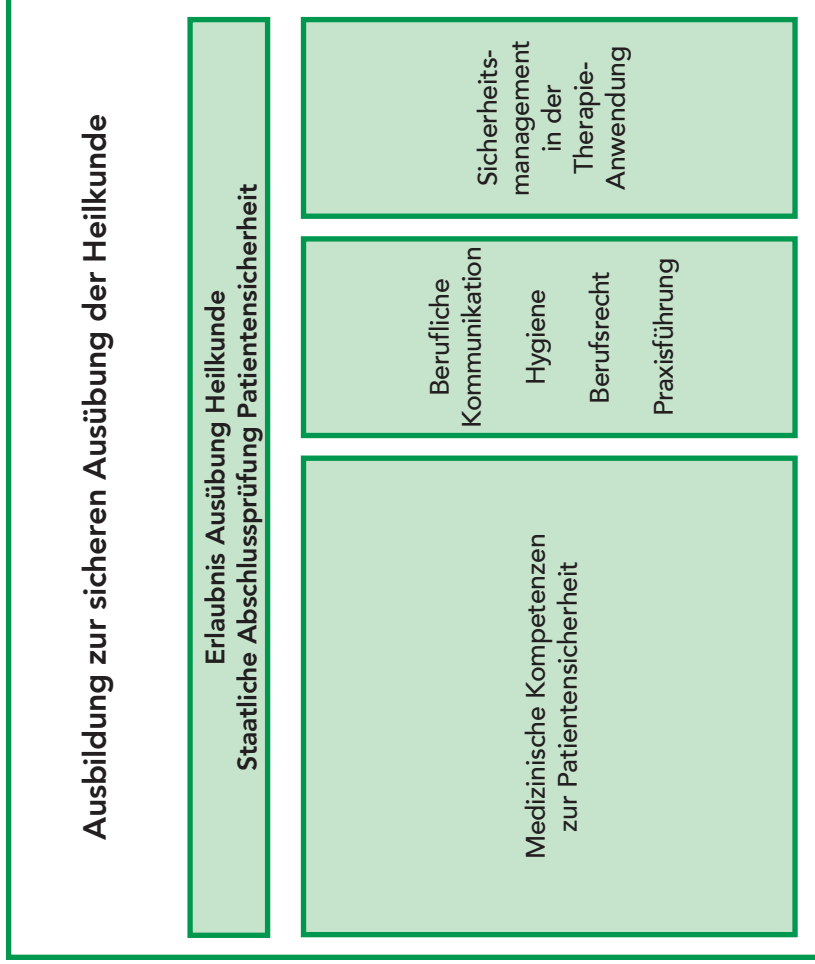 Ausbildung zur sicheren Ausübung der Heilkunde
Erlaubnis Ausübung Heilkunde
Staatliche Abschlussprüfung Patientensicherheit
Medizinische Kompetenzen
zur Patientensicherheit
Berufliche
Kommunikation
Hygiene
Berufsrecht
Praxisführung
Sicherheits-
management
in der
Therapie-
Anwendung